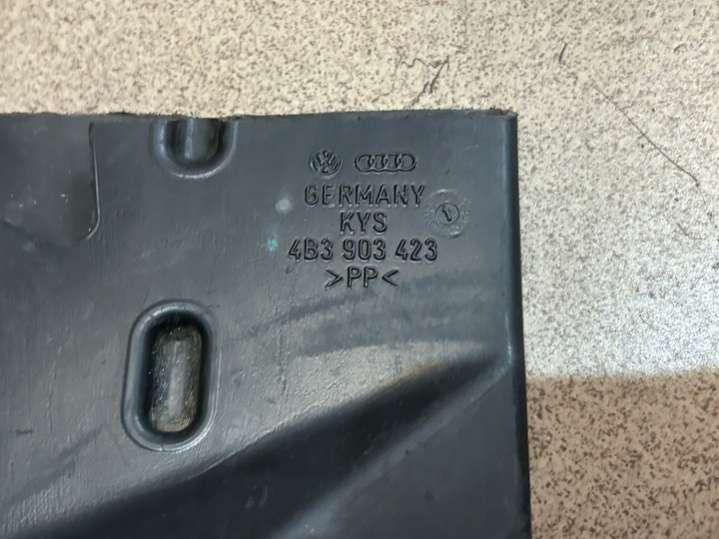 GERMANY
KYS
4B3 903 423
>PP<